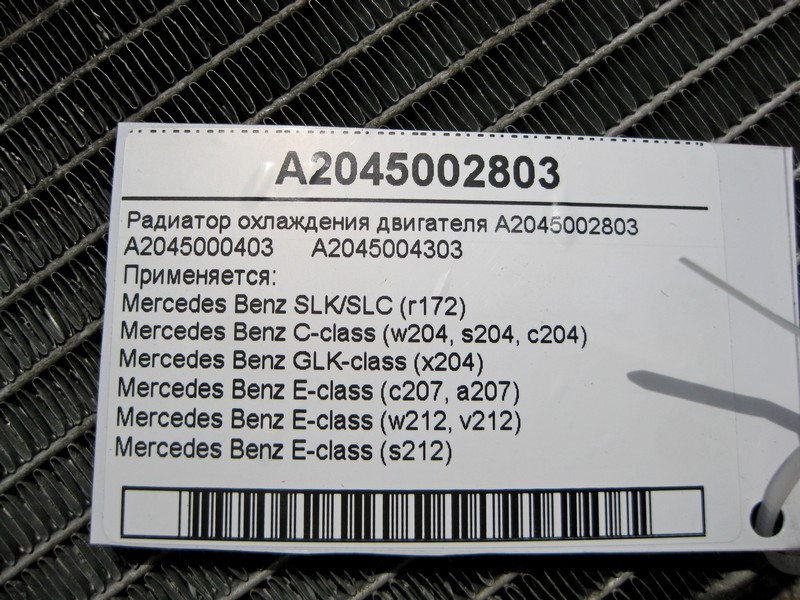 A2045002803
Радиатор охлаждения двигателя A2045002803
A2045000403 A2045004303
Применяется:
Mercedes Benz SLK/SLC (r172)
Mercedes Benz C-class (w204, s204, c204)
Mercedes Benz GLK-class (x204)
Mercedes Benz E-class (c207, a207)
Mercedes Benz E-class (w212, v212)
Mercedes Benz E-class (s212)